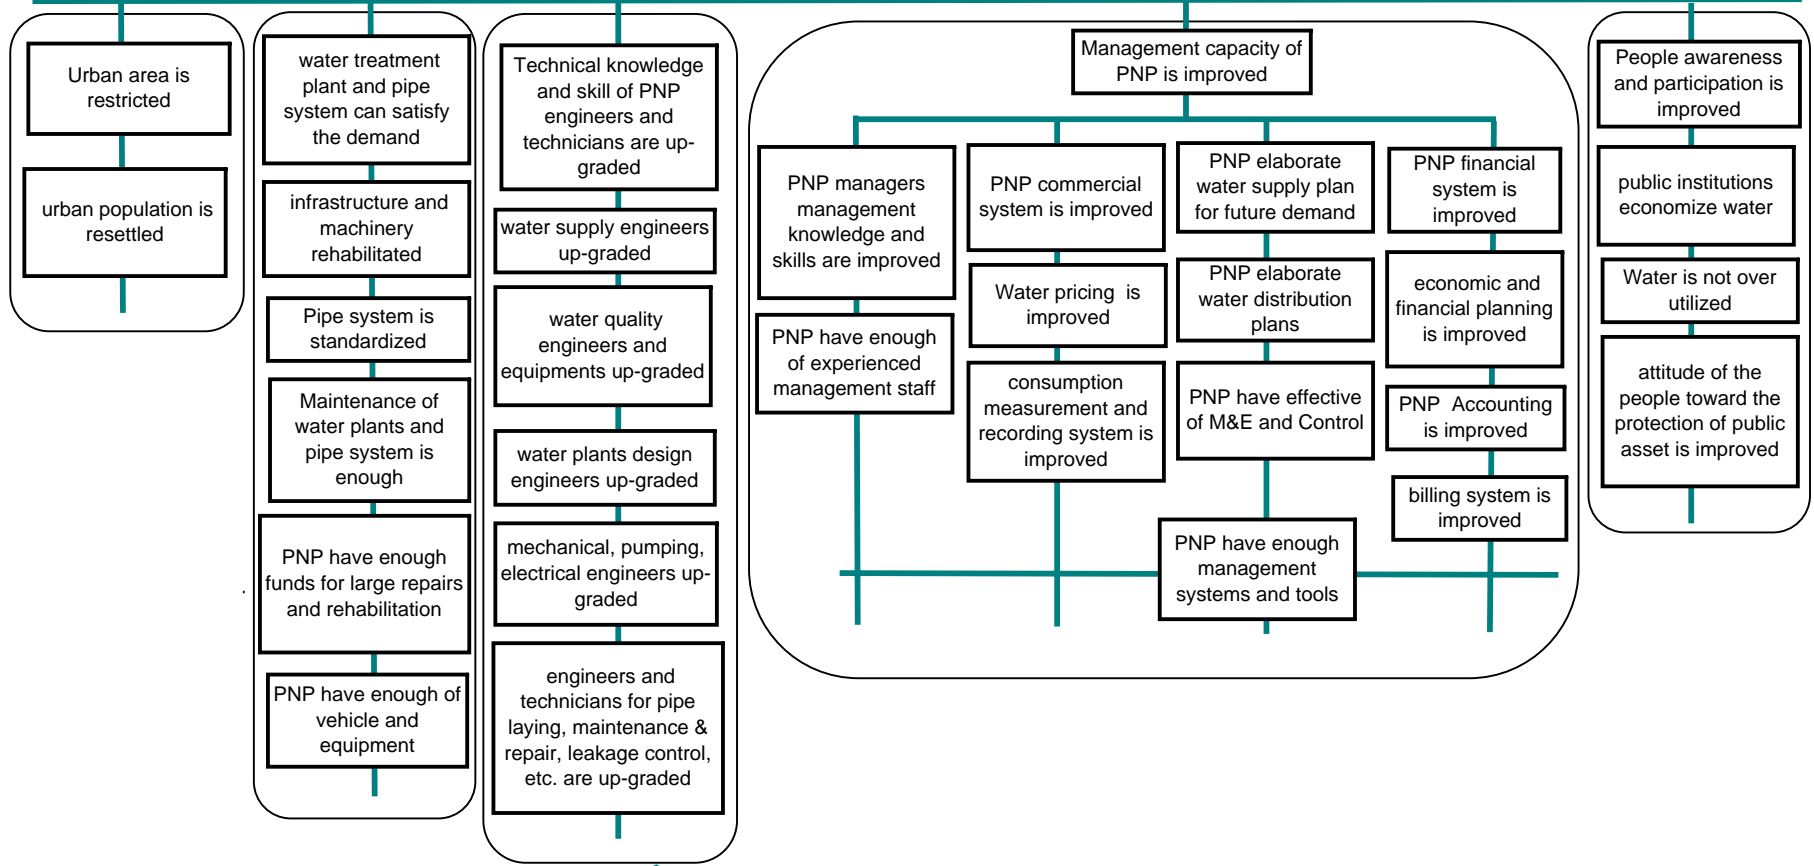 Urban area is
restricted
urban population is
resettled
water treatment
plant and pipe
system can satisfy
the demand
infrastructure and
machinery
rehabilitated
Pipe system is
standardized
Maintenance of
water plants and
pipe system is
enough
PNP have enough
funds for large repairs
and rehabilitation
PNP have enough of
vehicle and
equipment
Technical knowledge
and skill of PNP
engineers and
technicians are up-
graded
water supply engineers
up-graded
water quality
engineers and
equipments up-graded
water plants design
engineers up-graded
mechanical, pumping,
electrical engineers up-
graded
engineers and
technicians for pipe
laying, maintenance &
repair, leakage control,
etc. are up-graded
Management capacity of
PNP is improved
PNP managers
management
knowledge and
skills are improved
PNP have enough
of experienced
management staff
PNP commercial
system is improved
Water pricing is
improved
consumption
measurement and
recording system is
improved
PNP elaborate
water supply plan
for future demand
PNP elaborate
water distribution
plans
PNP have effective
of M&E and Control
PNP have enough
management
systems and tools
PNP financial
system is
improved
economic and
financial planning
is improved
PNP Accounting
is improved
billing system is
improved
People awareness
and participation is
improved
public institutions
economize water
Water is not over
utilized
attitude of the
people toward the
protection of public
asset is improved